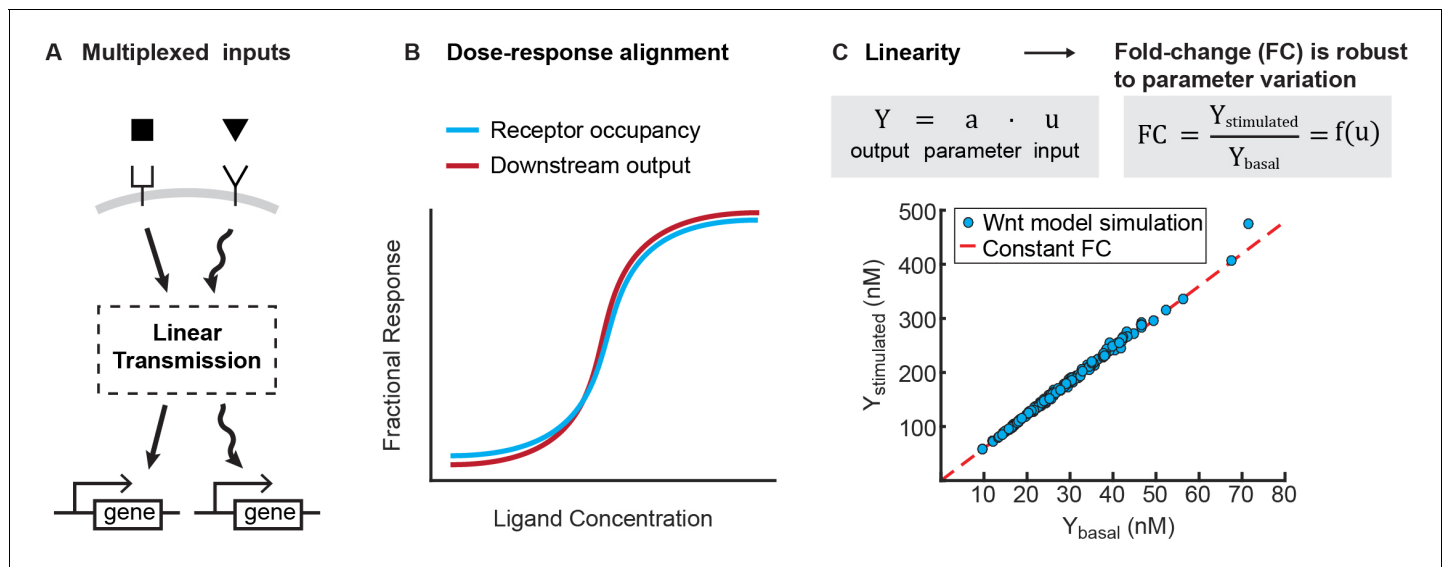 A Multiplexed inputs
Linear
Transmission
gene
gene
B Dose-response alignment
Receptor occupancy
Downstream output
Fractional Response
Ligand Concentration
C Linearity
Fold-change (FC) is robust
to parameter variation
Y = a · u
output parameter input
FC = Ystimulated / Ybasal = f(u)
Wnt model simulation
Constant FC
Ystimulated (nM)
500
400
300
200
100
10 20 30 40 50 60 70 80
Ybasal (nM)